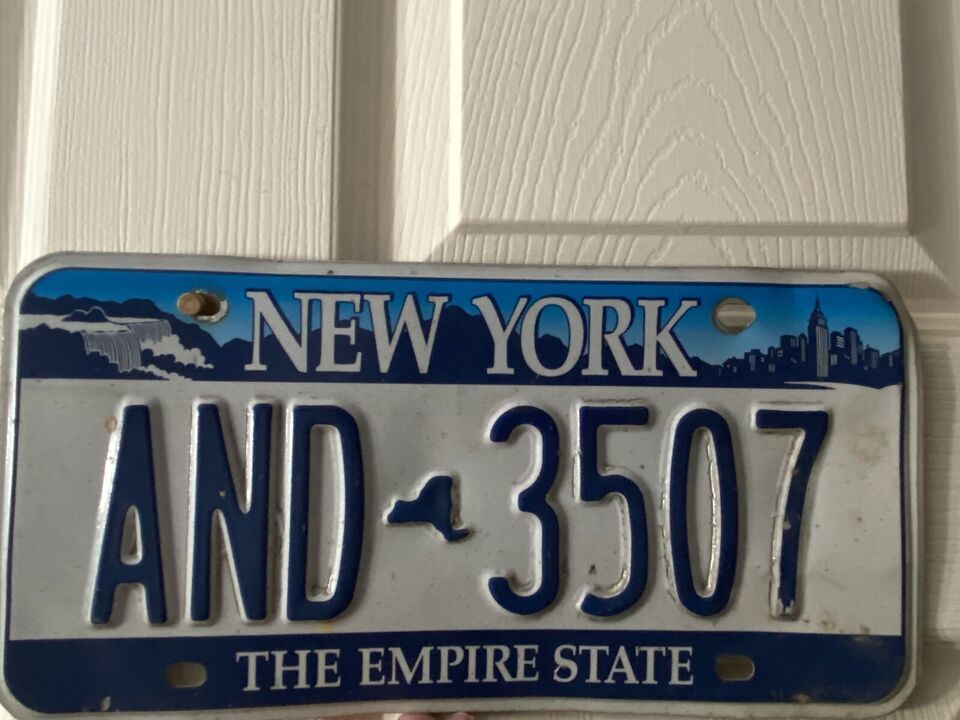 NEW YORK
AND 3507
THE EMPIRE STATE